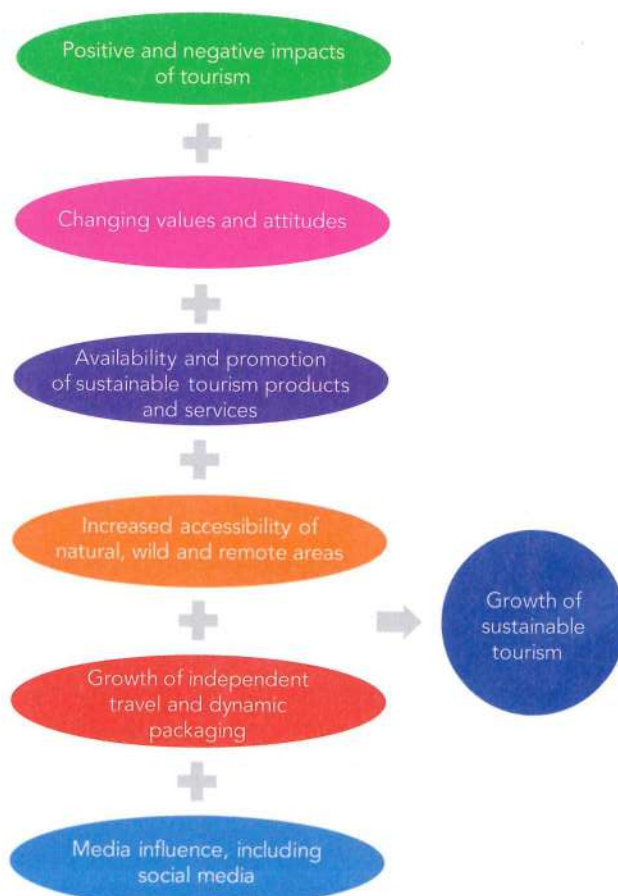 Positive and negative impacts
of tourism
Changing values and attitudes
Availability and promotion
of sustainable tourism products
and services
Increased accessibility of
natural, wild and remote areas
Growth of
sustainable
tourism
Growth of independent
travel and dynamic
packaging
Media influence, including
social media